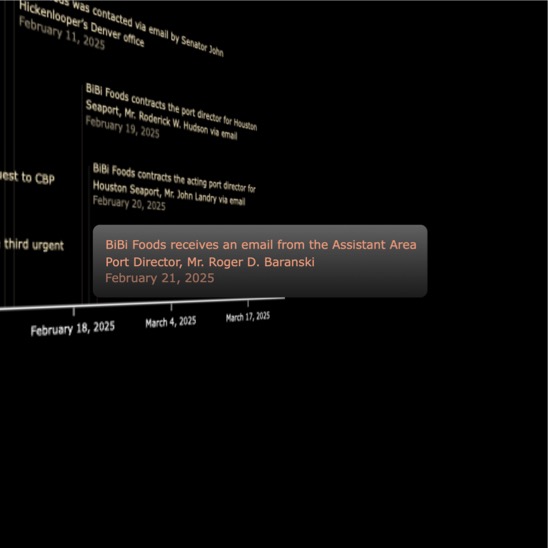 was contacted via email by Senator John
Hickenlooper's Denver office
February 11, 2025
BiBi Foods contracts the port director for Houston
Seaport, Mr. Roderick W. Hudson via email
February 19, 2025
BiBi Foods contracts the acting port director for
Houston Seaport, Mr. John Landry via email
February 20, 2025
to CBP
third urgent
BiBi Foods receives an email from the Assistant Area
Port Director, Mr. Roger D. Baranski
February 21, 2025
February 18, 2025
March 4, 2025
March 17, 2025